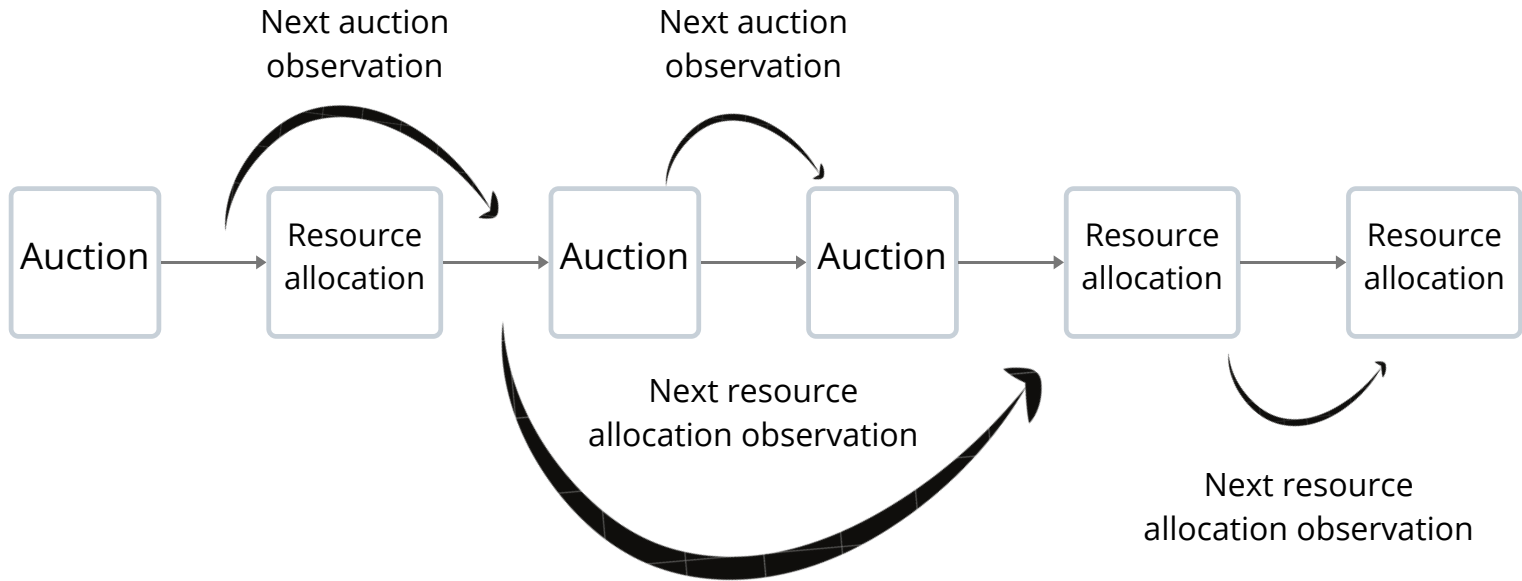 Next auction
observation
Next auction
observation
Auction
Resource
allocation
Auction
Auction
Resource
allocation
Resource
allocation
Next resource
allocation observation
Next resource
allocation observation